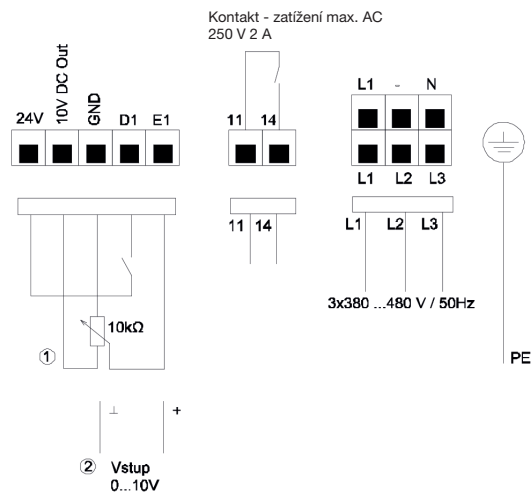 Kontakt - zatížení max. AC
250 V 2 A
24V 10V DC Out GND D1 E1
11 14
L1 - N
L1 L2 L3
11 14
L1 L2 L3
3x380 ...480 V / 50Hz
10kΩ
①
PE
⊥ +
② Vstup
0...10V